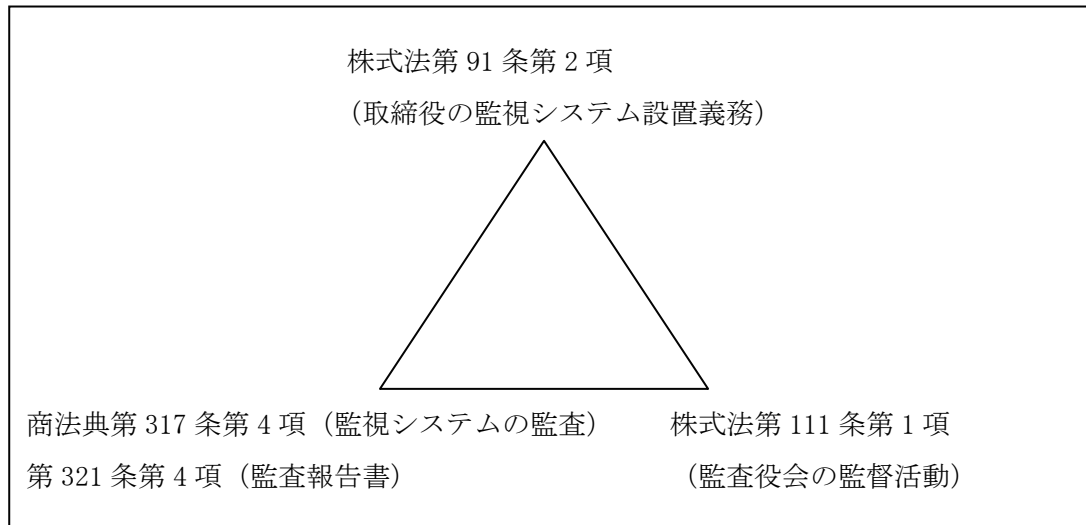 株式法第 91 条第 2 項
（取締役の監視システム設置義務）
商法典第 317 条第 4 項（監視システムの監査）
第 321 条第 4 項（監査報告書）
株式法第 111 条第 1 項
（監査役会の監督活動）